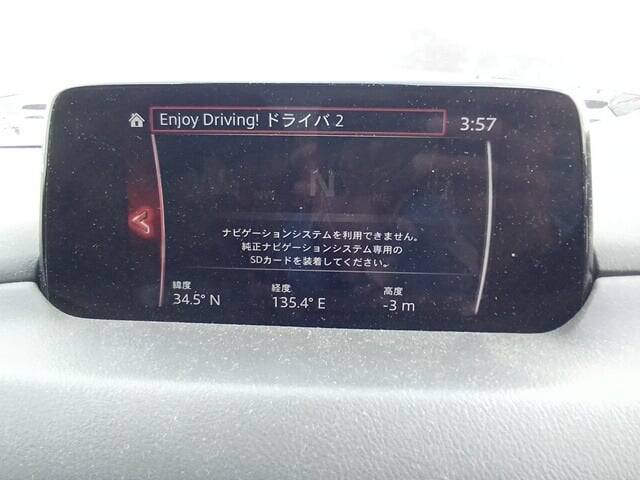 Enjoy Driving! ドライバ 2
3:57
N
ナビゲーションシステムを利用できません。
純正ナビゲーションシステム専用の
SDカードを装着してください。
緯度 経度 高度
34.5° N 135.4° E -3 m